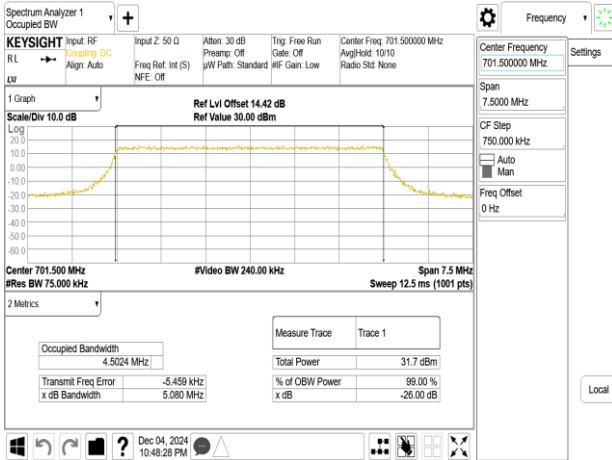 Spectrum Analyzer 1
Occupied BW
Frequency
KEYSIGHT
RL
Input: RF
Coupling: DC
Align: Auto
Input Z: 50 Ω
Freq Ref: Int (S)
NFE: Off
Atten: 30 dB
Preamp: Off
µW Path: Standard
Trig: Free Run
Gate: Off
#IF Gain: Low
Center Freq: 701.500000 MHz
Avg|Hold: 10/10
Radio Std: None
Center Frequency
701.500000 MHz
Settings
Span
7.5000 MHz
CF Step
750.000 kHz
Auto
Man
Freq Offset
0 Hz
Local
1 Graph
Scale/Div 10.0 dB
Ref Lvl Offset 14.42 dB
Ref Value 30.00 dBm
Log
20.0
10.0
0.00
-10.0
-20.0
-30.0
-40.0
-50.0
-60.0
Center 701.500 MHz
#Video BW 240.00 kHz
Span 7.5 MHz
#Res BW 75.000 kHz
Sweep 12.5 ms (1001 pts)
2 Metrics
Measure Trace Trace 1
Occupied Bandwidth
4.5024 MHz
Total Power 31.7 dBm
Transmit Freq Error -5.459 kHz
% of OBW Power 99.00 %
x dB Bandwidth 5.080 MHz
x dB -26.00 dB
Dec 04, 2024
10:48:28 PM